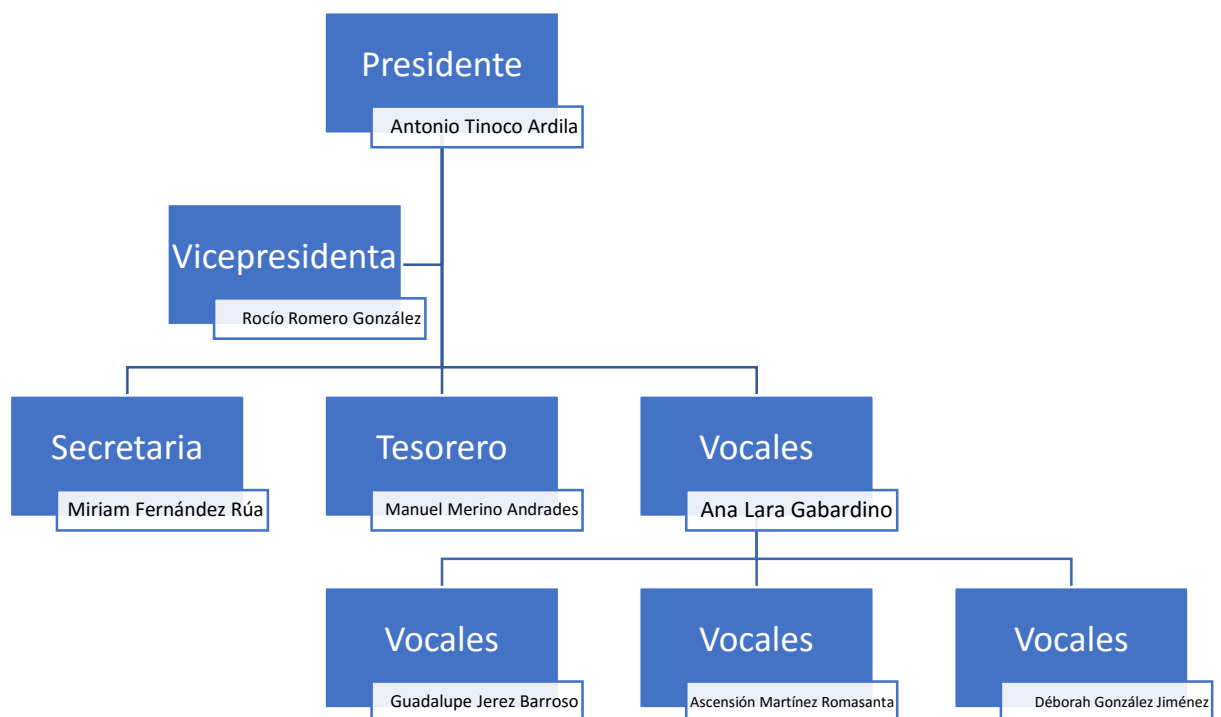 Presidente
Antonio Tinoco Ardila
Vicepresidenta
Rocío Romero González
Secretaria
Miriam Fernández Rúa
Tesorero
Manuel Merino Andrades
Vocales
Ana Lara Gabardino
Vocales
Guadalupe Jerez Barroso
Vocales
Ascensión Martínez Romasanta
Vocales
Déborah González Jiménez